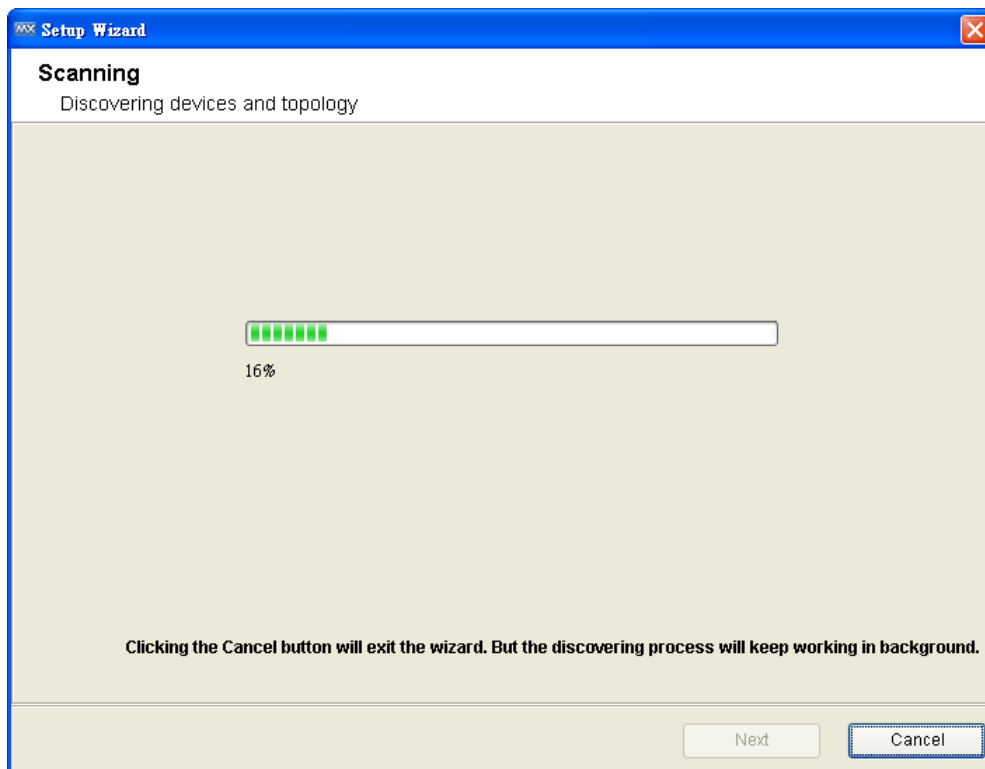 MX Setup Wizard
Scanning
Discovering devices and topology
16%
Clicking the Cancel button will exit the wizard. But the discovering process will keep working in background.
Next
Cancel